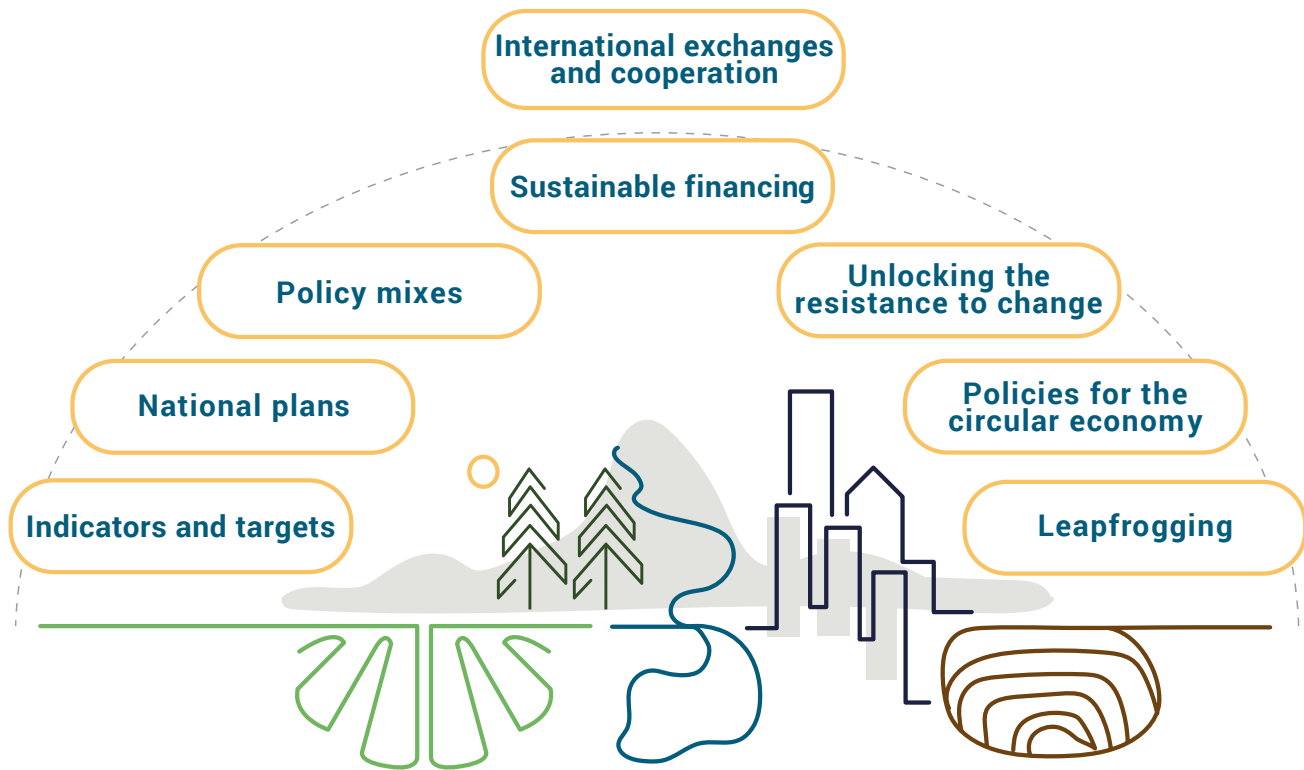 International exchanges
and cooperation
Sustainable financing
Policy mixes
Unlocking the
resistance to change
National plans
Policies for the
circular economy
Indicators and targets
Leapfrogging